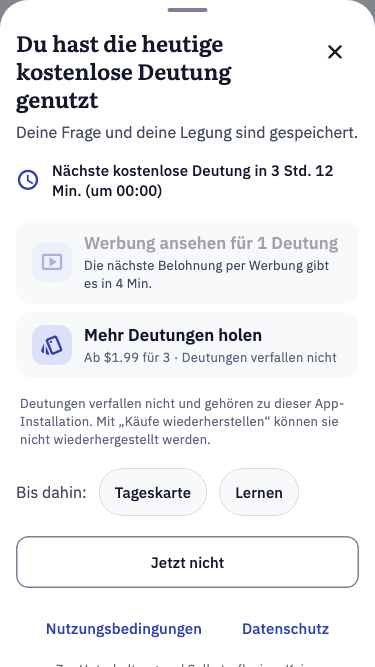 Du hast die heutige
kostenlose Deutung
genutzt
Deine Frage und deine Legung sind gespeichert.
Nächste kostenlose Deutung in 3 Std. 12
Min. (um 00:00)
Werbung ansehen für 1 Deutung
Die nächste Belohnung per Werbung gibt
es in 4 Min.
Mehr Deutungen holen
Ab $1.99 für 3 · Deutungen verfallen nicht
Deutungen verfallen nicht und gehören zu dieser App-
Installation. Mit „Käufe wiederherstellen“ können sie
nicht wiederhergestellt werden.
Bis dahin:
Tageskarte
Lernen
Jetzt nicht
Nutzungsbedingungen
Datenschutz